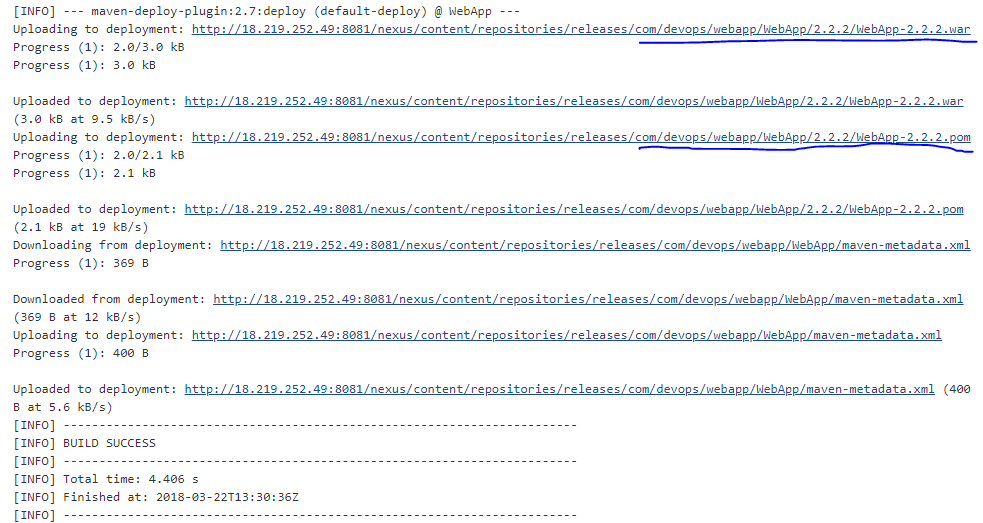 [INFO] --- maven-deploy-plugin:2.7:deploy (default-deploy) @ WebApp ---
Uploading to deployment: http://18.219.252.49:8081/nexus/content/repositories/releases/com/devops/webapp/WebApp/2.2.2/WebApp-2.2.2.war
Progress (1): 2.0/3.0 kB
Progress (1): 3.0 kB
Uploaded to deployment: http://18.219.252.49:8081/nexus/content/repositories/releases/com/devops/webapp/WebApp/2.2.2/WebApp-2.2.2.war
(3.0 kB at 9.5 kB/s)
Uploading to deployment: http://18.219.252.49:8081/nexus/content/repositories/releases/com/devops/webapp/WebApp/2.2.2/WebApp-2.2.2.pom
Progress (1): 2.0/2.1 kB
Progress (1): 2.1 kB
Uploaded to deployment: http://18.219.252.49:8081/nexus/content/repositories/releases/com/devops/webapp/WebApp/2.2.2/WebApp-2.2.2.pom
(2.1 kB at 19 kB/s)
Downloading from deployment: http://18.219.252.49:8081/nexus/content/repositories/releases/com/devops/webapp/WebApp/maven-metadata.xml
Progress (1): 369 B
Downloaded from deployment: http://18.219.252.49:8081/nexus/content/repositories/releases/com/devops/webapp/WebApp/maven-metadata.xml
(369 B at 12 kB/s)
Uploading to deployment: http://18.219.252.49:8081/nexus/content/repositories/releases/com/devops/webapp/WebApp/maven-metadata.xml
Progress (1): 400 B
Uploaded to deployment: http://18.219.252.49:8081/nexus/content/repositories/releases/com/devops/webapp/WebApp/maven-metadata.xml (400
B at 5.6 kB/s)
[INFO] ------------------------------------------------------------------------
[INFO] BUILD SUCCESS
[INFO] ------------------------------------------------------------------------
[INFO] Total time: 4.406 s
[INFO] Finished at: 2018-03-22T13:30:36Z
[INFO] ------------------------------------------------------------------------